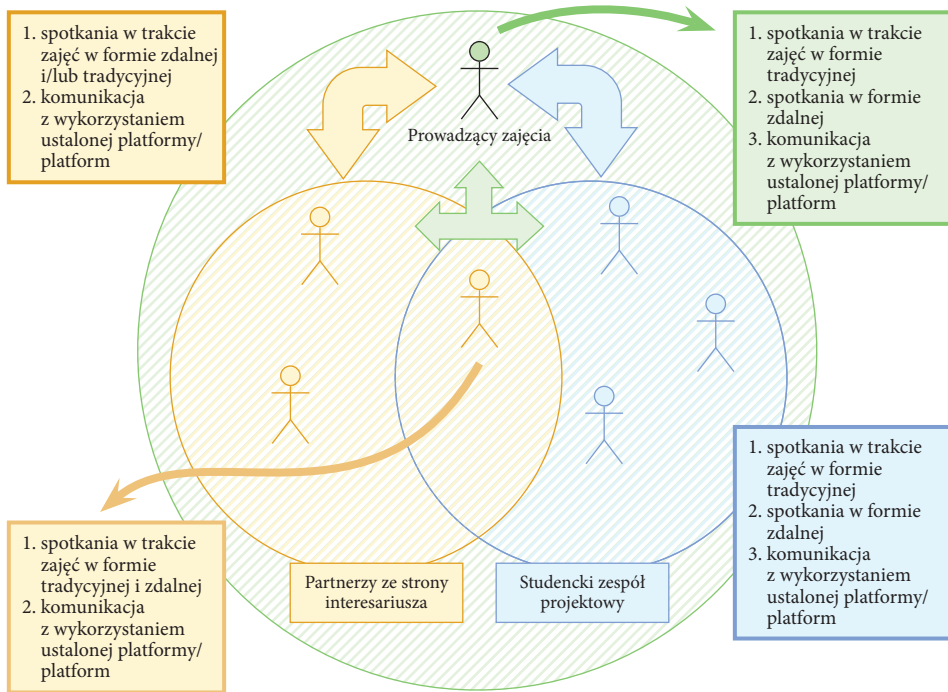 1. spotkania w trakcie
zajęć w formie zdalnej
i/lub tradycyjnej
2. komunikacja
z wykorzystaniem
ustalonej platformy/
platform
Prowadzący zajęcia
1. spotkania w trakcie
zajęć w formie
tradycyjnej
2. spotkania w formie
zdalnej
3. komunikacja
z wykorzystaniem
ustalonej platformy/
platform
1. spotkania w trakcie
zajęć w formie
tradycyjnej i zdalnej
2. komunikacja
z wykorzystaniem
ustalonej platformy/
platform
Partnerzy ze strony
interesariusza
Studencki zespół
projektowy
1. spotkania w trakcie
zajęć w formie
tradycyjnej
2. spotkania w formie
zdalnej
3. komunikacja
z wykorzystaniem
ustalonej platformy/
platform